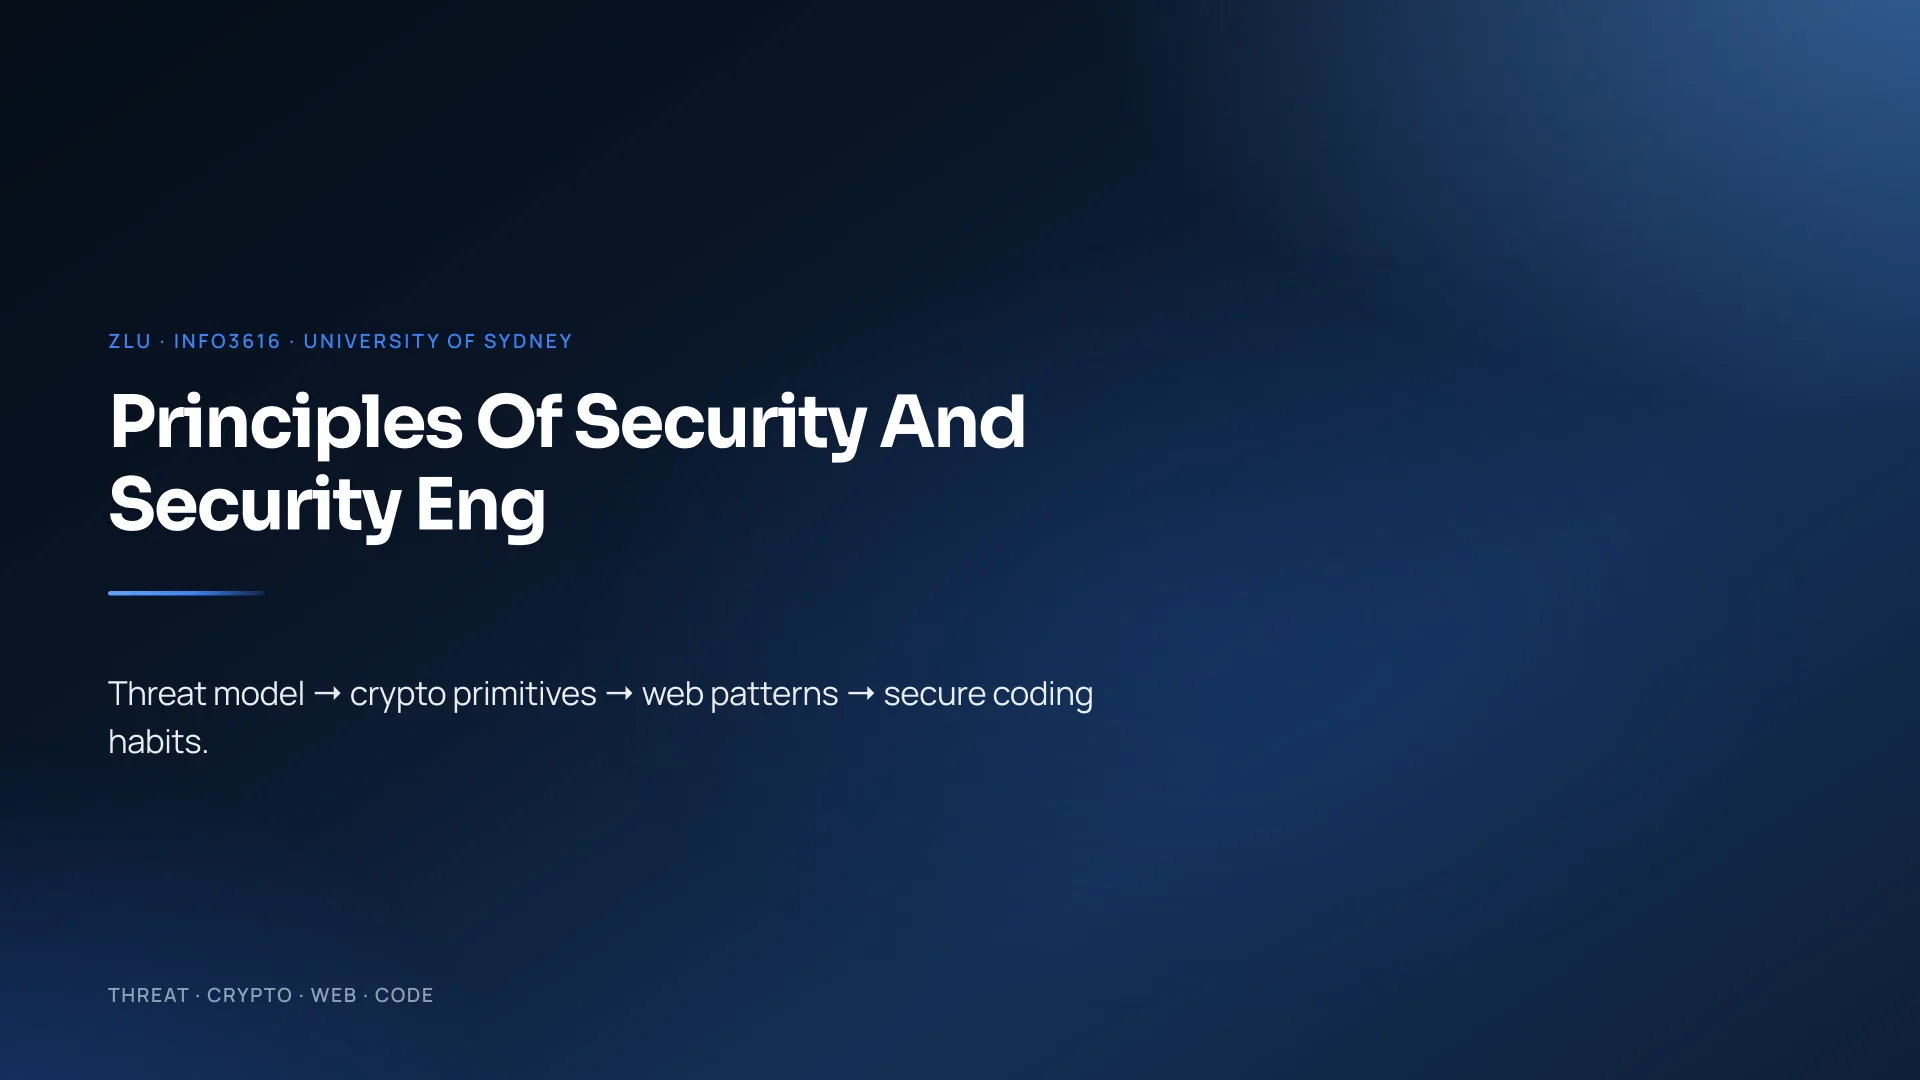 ZLU · INFO3616 · UNIVERSITY OF SYDNEY
Principles Of Security And
Security Eng
Threat model → crypto primitives → web patterns → secure coding
habits.
THREAT · CRYPTO · WEB · CODE